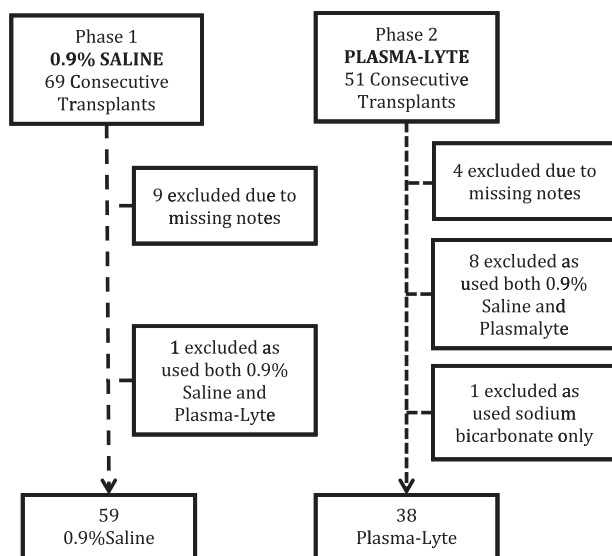 Phase 1
0.9% SALINE
69 Consecutive
Transplants
9 excluded due to
missing notes
1 excluded as
used both 0.9%
Saline and
Plasma-Lyte
59
0.9%Saline
Phase 2
PLASMA-LYTE
51 Consecutive
Transplants
4 excluded due to
missing notes
8 excluded as
used both 0.9%
Saline and
Plasmalyte
1 excluded as
used sodium
bicarbonate only
38
Plasma-Lyte